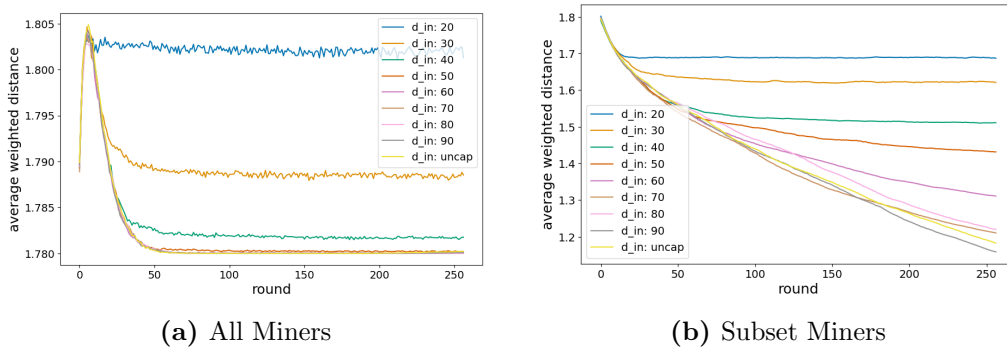 1.805
1.800
1.795
1.790
1.785
1.780
average weighted distance
0
50
100
150
200
250
round
d_in: 20
d_in: 30
d_in: 40
d_in: 50
d_in: 60
d_in: 70
d_in: 80
d_in: 90
d_in: uncap
(a) All Miners
1.8
1.7
1.6
1.5
1.4
1.3
1.2
average weighted distance
0
50
100
150
200
250
round
d_in: 20
d_in: 30
d_in: 40
d_in: 50
d_in: 60
d_in: 70
d_in: 80
d_in: 90
d_in: uncap
(b) Subset Miners